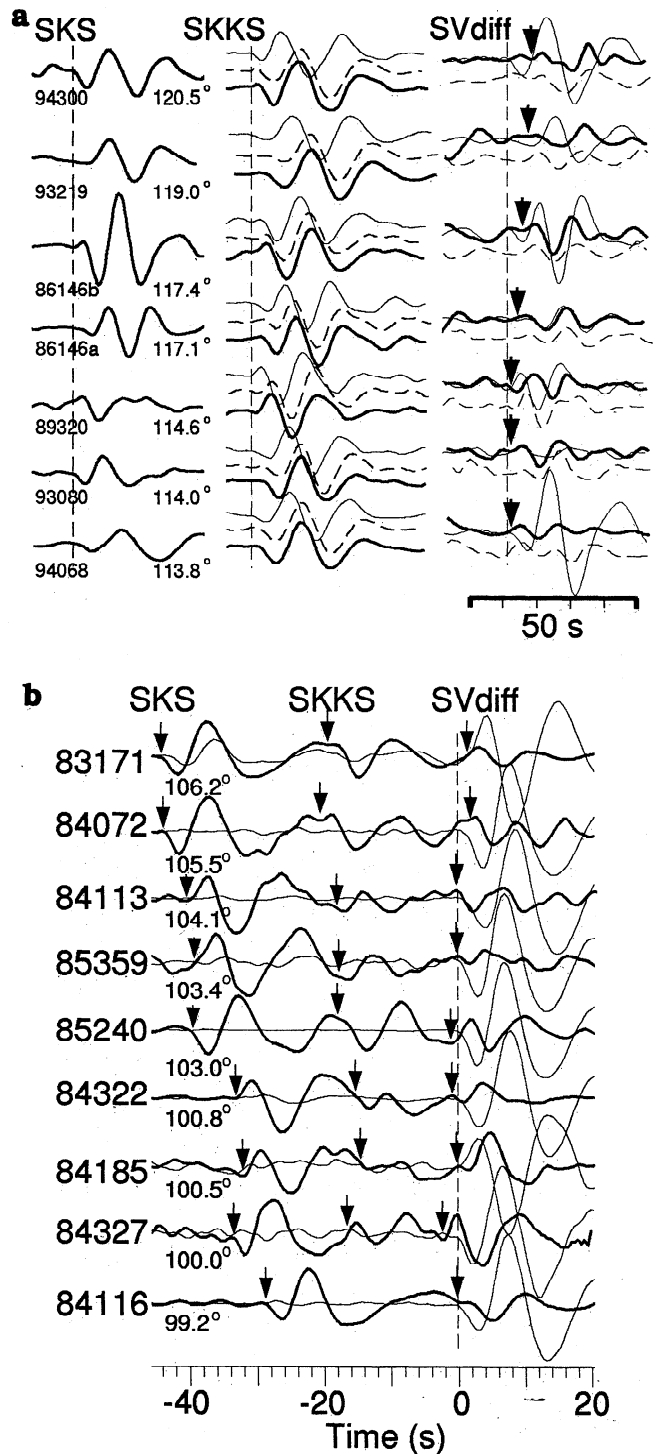 a
SKS SKKS SVdiff
94300 120.5°
93219 119.0°
86146b 117.4°
86146a 117.1°
89320 114.6°
93080 114.0°
94068 113.8°
50 s
b
SKS SKKS SVdiff
83171
106.2°
84072
105.5°
84113
104.1°
85359
103.4°
85240
103.0°
84322
100.8°
84185
100.5°
84327
100.0°
84116
99.2°
-40 -20 0 20
Time (s)